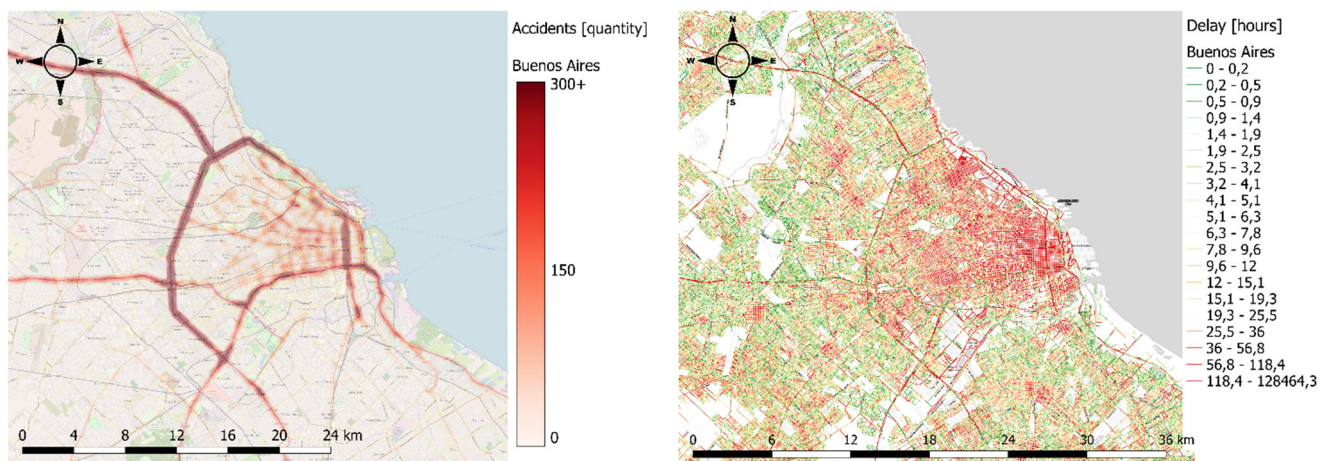 Accidents [quantity]
Buenos Aires
300+
150
0
N
W
E
S
0 4 8 12 16 20 24 km
Delay [hours]
Buenos Aires
0 - 0,2
0,2 - 0,5
0,5 - 0,9
0,9 - 1,4
1,4 - 1,9
1,9 - 2,5
2,5 - 3,2
3,2 - 4,1
4,1 - 5,1
5,1 - 6,3
6,3 - 7,8
7,8 - 9,6
9,6 - 12
12 - 15,1
15,1 - 19,3
19,3 - 25,5
25,5 - 36
36 - 56,8
56,8 - 118,4
118,4 - 128464,3
N
W
E
S
0 6 12 18 24 30 36 km